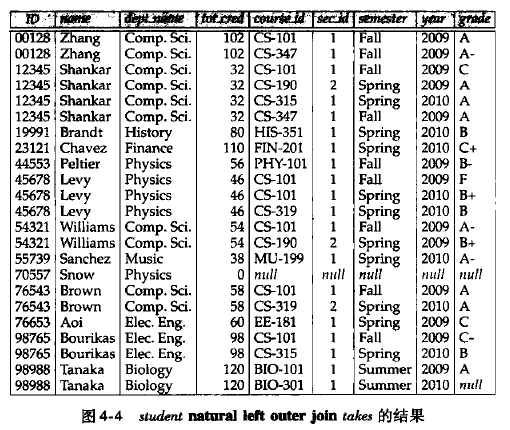 ID name dept_name tot_cred course_id sec_id semester year grade
00128 Zhang Comp. Sci. 102 CS-101 1 Fall 2009 A
00128 Zhang Comp. Sci. 102 CS-347 1 Fall 2009 A-
12345 Shankar Comp. Sci. 32 CS-101 1 Fall 2009 C
12345 Shankar Comp. Sci. 32 CS-190 2 Spring 2009 A
12345 Shankar Comp. Sci. 32 CS-315 1 Spring 2010 A
12345 Shankar Comp. Sci. 32 CS-347 1 Fall 2009 A
19991 Brandt History 80 HIS-351 1 Spring 2010 B
23121 Chavez Finance 110 FIN-201 1 Spring 2010 C+
44553 Peltier Physics 56 PHY-101 1 Fall 2009 B-
45678 Levy Physics 46 CS-101 1 Fall 2009 F
45678 Levy Physics 46 CS-101 1 Spring 2010 B+
45678 Levy Physics 46 CS-319 1 Spring 2010 B
54321 Williams Comp. Sci. 54 CS-101 1 Fall 2009 A-
54321 Williams Comp. Sci. 54 CS-190 2 Spring 2009 B+
55739 Sanchez Music 38 MU-199 1 Spring 2010 A-
70557 Snow Physics 0 null null null null null
76543 Brown Comp. Sci. 58 CS-101 1 Fall 2009 A
76543 Brown Comp. Sci. 58 CS-319 2 Spring 2010 A
76653 Aoi Elec. Eng. 60 EE-181 1 Spring 2009 C
98765 Bourikas Elec. Eng. 98 CS-101 1 Fall 2009 C-
98765 Bourikas Elec. Eng. 98 CS-315 1 Spring 2010 B
98988 Tanaka Biology 120 BIO-101 1 Summer 2009 A
98988 Tanaka Biology 120 BIO-301 1 Summer 2010 null
图4-4 student natural left outer join takes 的结果